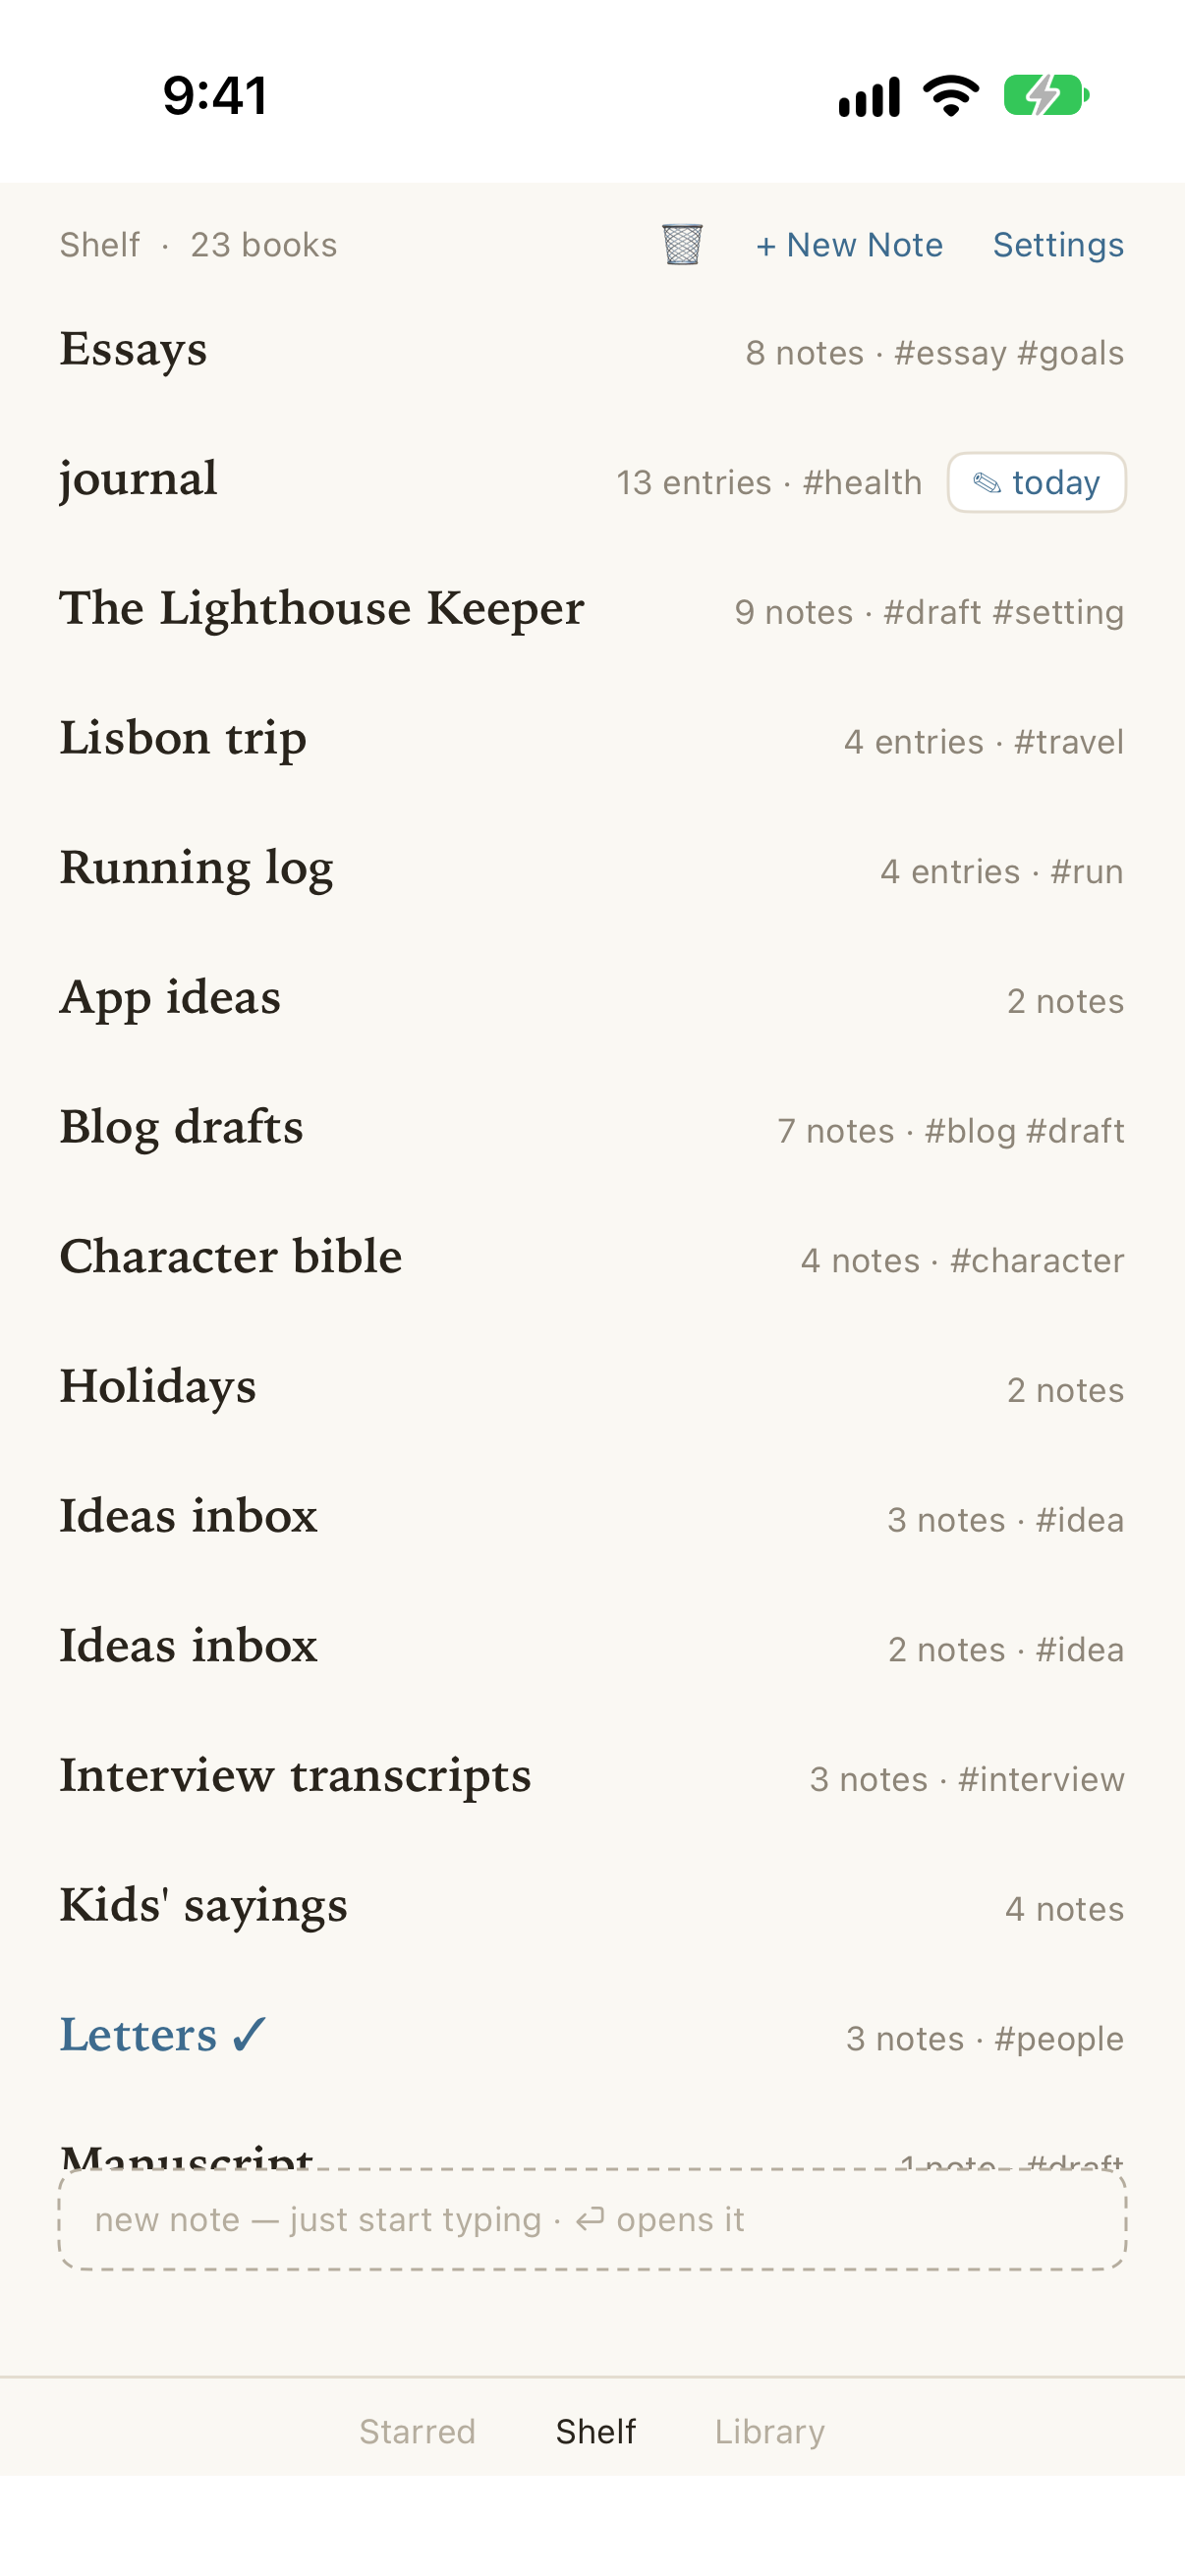 9:41
Shelf · 23 books + New Note Settings
Essays 8 notes · #essay #goals
journal 13 entries · #health ✎ today
The Lighthouse Keeper 9 notes · #draft #setting
Lisbon trip 4 entries · #travel
Running log 4 entries · #run
App ideas 2 notes
Blog drafts 7 notes · #blog #draft
Character bible 4 notes · #character
Holidays 2 notes
Ideas inbox 3 notes · #idea
Ideas inbox 2 notes · #idea
Interview transcripts 3 notes · #interview
Kids' sayings 4 notes
Letters ✓ 3 notes · #people
Manuscript 1 note · #draft
new note — just start typing · ⏎ opens it
Starred Shelf Library